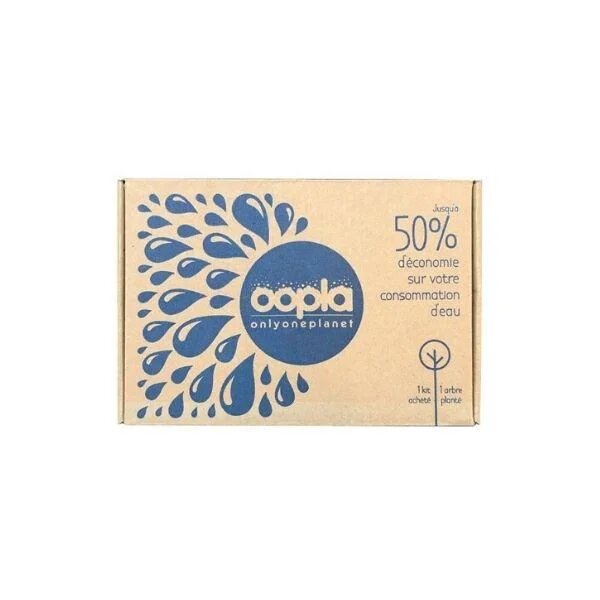 oopla
onlyoneplanet
Jusqu'à
50%
d'économie
sur votre
consommation
d'eau
1 kit
acheté
1 arbre
planté